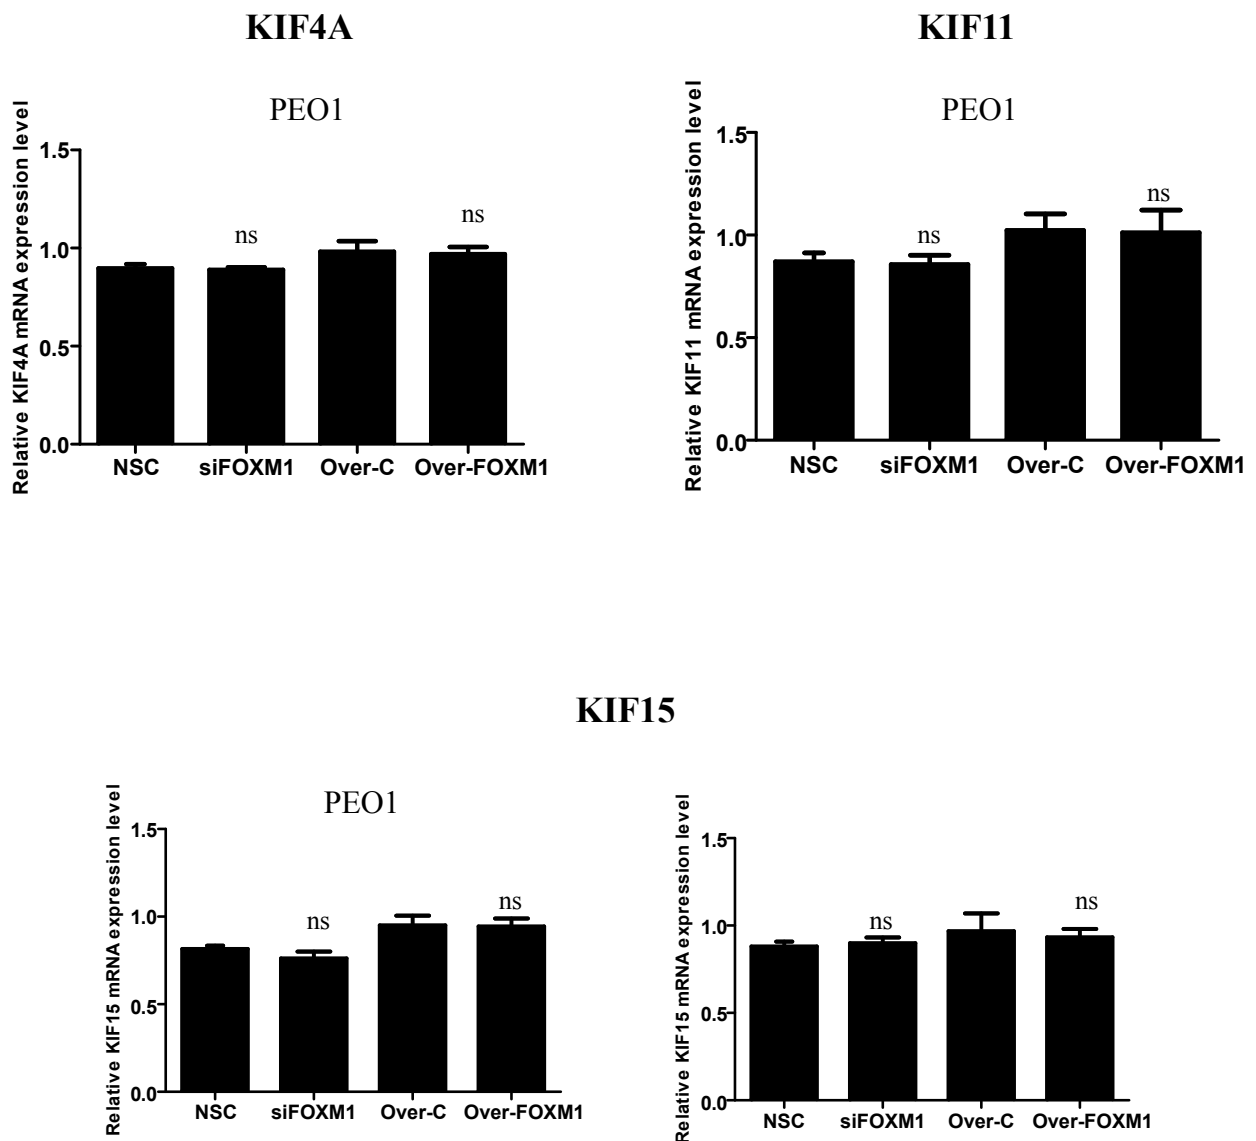 KIF4A
PEO1
Relative KIF4A mRNA expression level
1.5
1.0
0.5
0.0
ns
ns
NSC siFOXM1 Over-C Over-FOXM1
KIF11
PEO1
Relative KIF11 mRNA expression level
1.5
1.0
0.5
0.0
ns
ns
NSC siFOXM1 Over-C Over-FOXM1
KIF15
PEO1
Relative KIF15 mRNA expression level
1.5
1.0
0.5
0.0
ns
ns
NSC siFOXM1 Over-C Over-FOXM1
Relative KIF15 mRNA expression level
1.5
1.0
0.5
0.0
ns
ns
NSC siFOXM1 Over-C Over-FOXM1